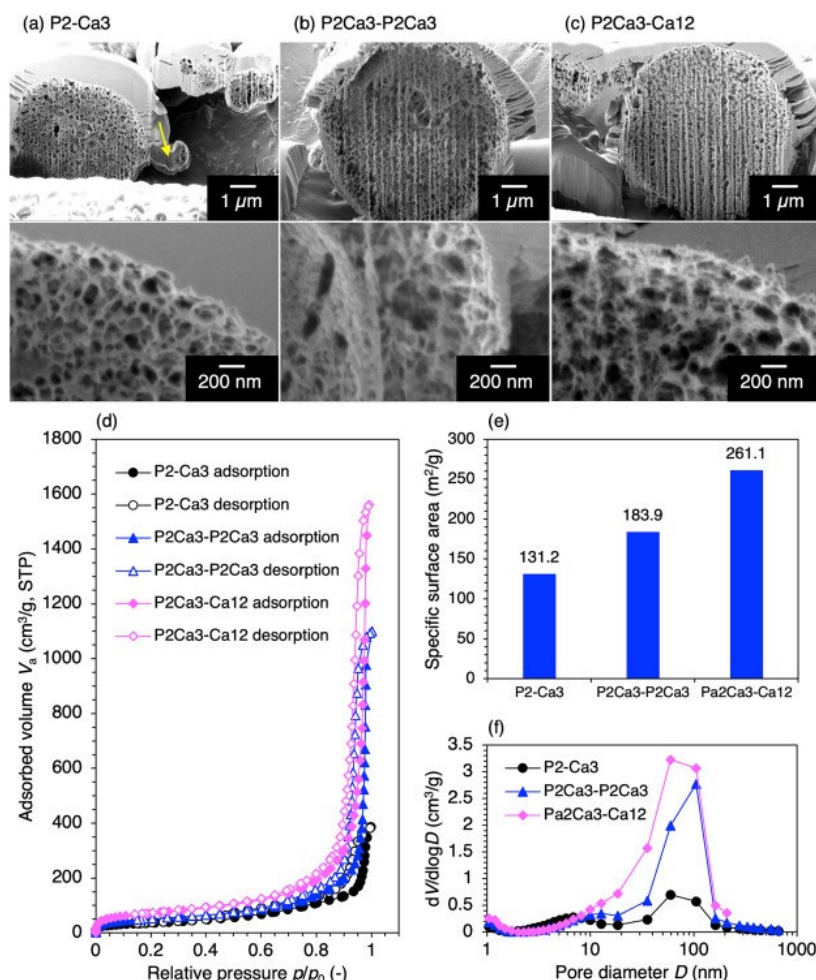 (a) P2-Ca3
(b) P2Ca3-P2Ca3
(c) P2Ca3-Ca12
1 µm
1 µm
1 µm
200 nm
200 nm
200 nm
(d)
1800
1600
1400
1200
1000
800
600
400
200
0
0
0.2
0.4
0.6
0.8
1
Adsorbed volume Va (cm³/g, STP)
Relative pressure p/p₀ (-)
P2-Ca3 adsorption
P2-Ca3 desorption
P2Ca3-P2Ca3 adsorption
P2Ca3-P2Ca3 desorption
P2Ca3-Ca12 adsorption
P2Ca3-Ca12 desorption
(e)
300
250
200
150
100
50
0
Specific surface area (m²/g)
131.2
183.9
261.1
P2-Ca3
P2Ca3-P2Ca3
Pa2Ca3-Ca12
(f)
3.5
3
2.5
2
1.5
1
0.5
0
dV/dlogD (cm³/g)
P2-Ca3
P2Ca3-P2Ca3
Pa2Ca3-Ca12
1
10
100
1000
Pore diameter D (nm)